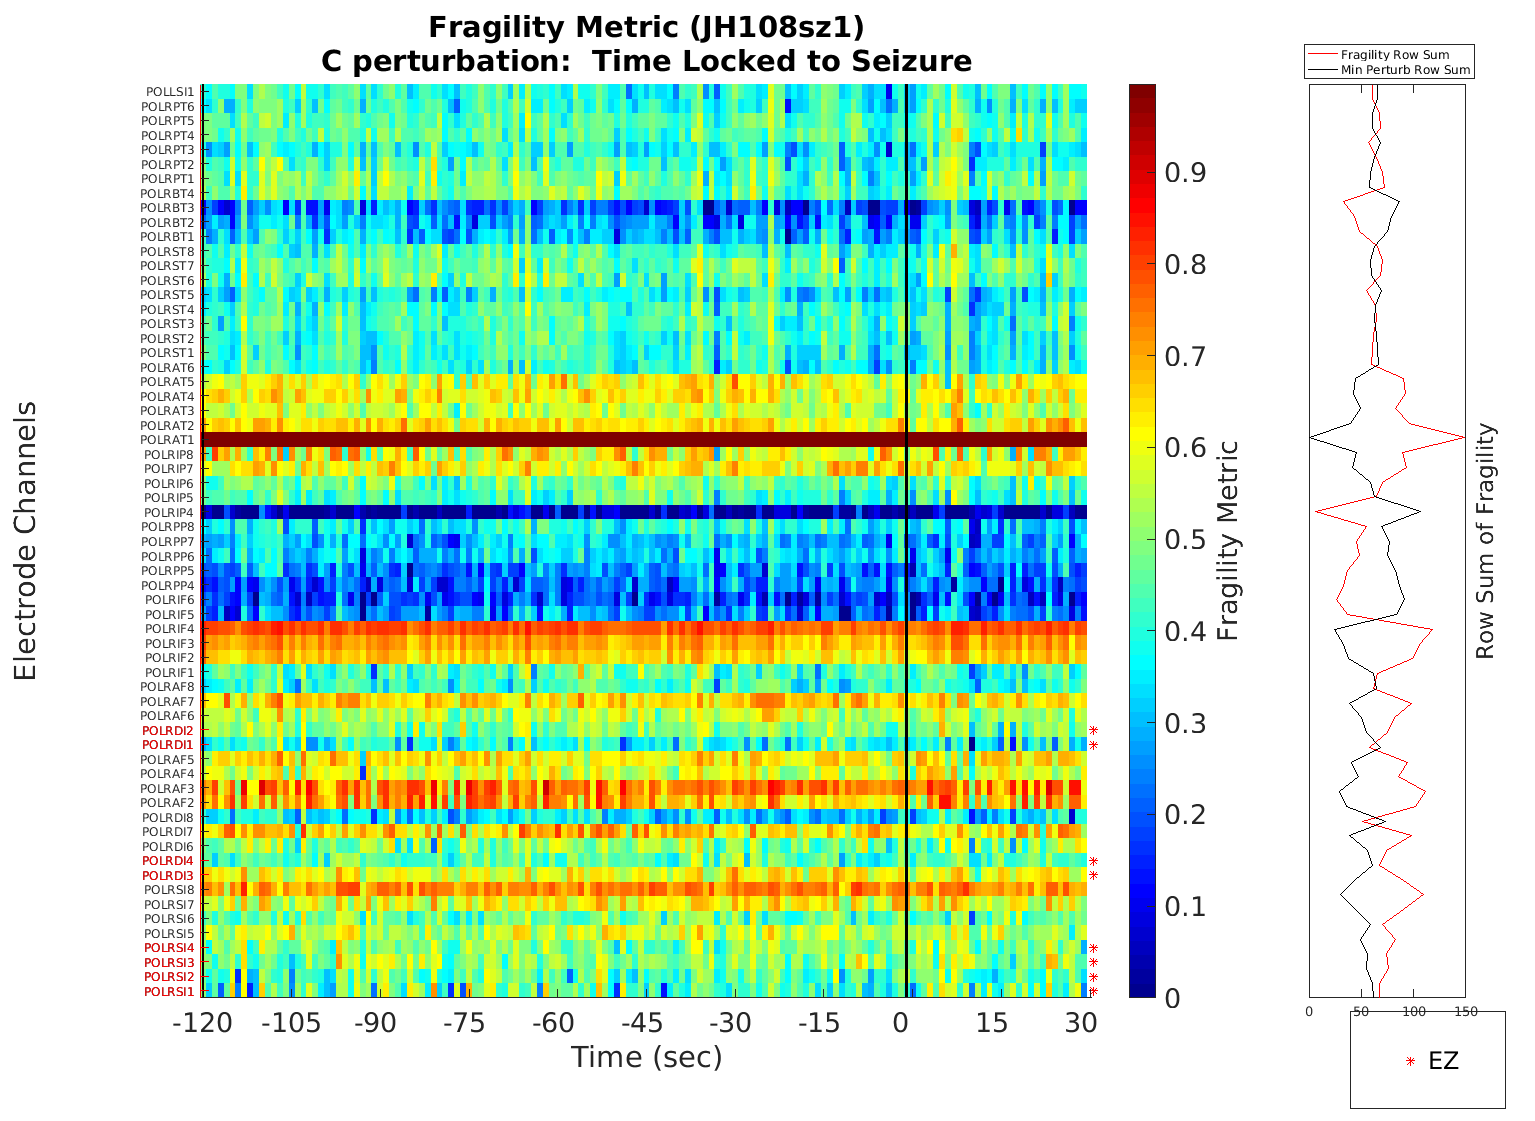 Fragility Metric (JH108sz1)
C perturbation:  Time Locked to Seizure
Fragility Row Sum
Min Perturb Row Sum
Electrode Channels
POLLSI1
POLRPT6
POLRPT5
POLRPT4
POLRPT3
POLRPT2
POLRPT1
POLRBT4
POLRBT3
POLRBT2
POLRBT1
POLRST8
POLRST7
POLRST6
POLRST5
POLRST4
POLRST3
POLRST2
POLRST1
POLRAT6
POLRAT5
POLRAT4
POLRAT3
POLRAT2
POLRAT1
POLRIP8
POLRIP7
POLRIP6
POLRIP5
POLRIP4
POLRPP8
POLRPP7
POLRPP6
POLRPP5
POLRPP4
POLRIF6
POLRIF5
POLRIF4
POLRIF3
POLRIF2
POLRIF1
POLRAF8
POLRAF7
POLRAF6
POLRDI2
POLRDI1
POLRAF5
POLRAF4
POLRAF3
POLRAF2
POLRDI8
POLRDI7
POLRDI6
POLRDI4
POLRDI3
POLRSI8
POLRSI7
POLRSI6
POLRSI5
POLRSI4
POLRSI3
POLRSI2
POLRSI1
-120 -105 -90 -75 -60 -45 -30 -15 0 15 30
Time (sec)
0.9
0.8
0.7
0.6
0.5
0.4
0.3
0.2
0.1
0
Fragility Metric
0 50 100 150
Row Sum of Fragility
EZ